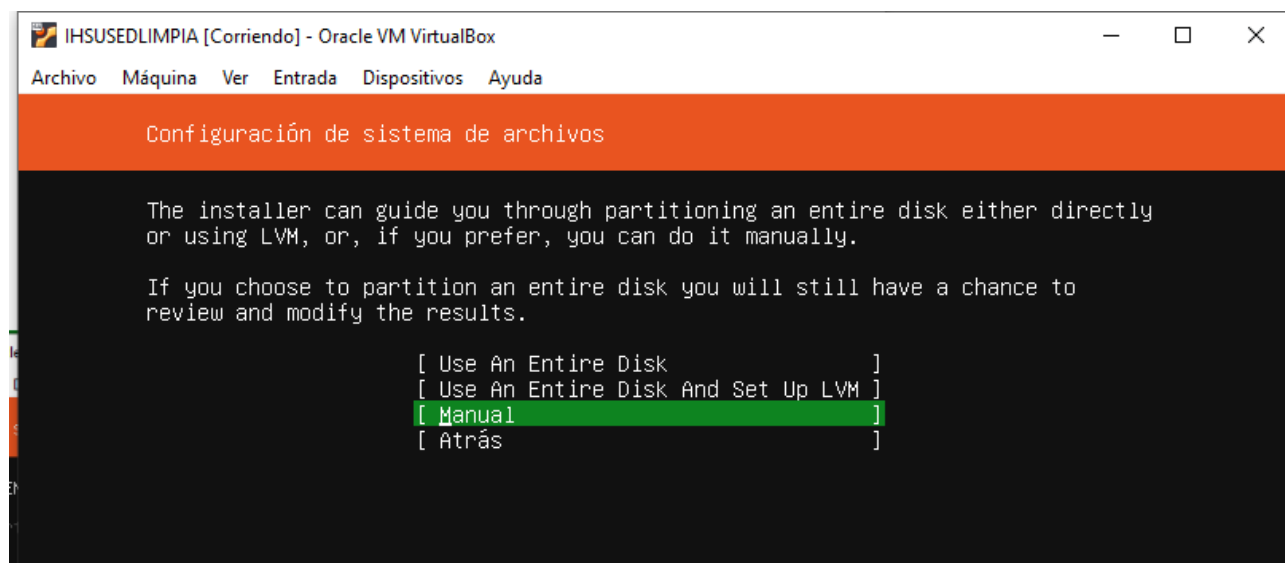 IHSUSEDLIMPIA [Corriendo] - Oracle VM VirtualBox
Archivo Máquina Ver Entrada Dispositivos Ayuda
Configuración de sistema de archivos
The installer can guide you through partitioning an entire disk either directly
or using LVM, or, if you prefer, you can do it manually.
If you choose to partition an entire disk you will still have a chance to
review and modify the results.
[ Use An Entire Disk ]
[ Use An Entire Disk And Set Up LVM ]
[ Manual ]
[ Atrás ]